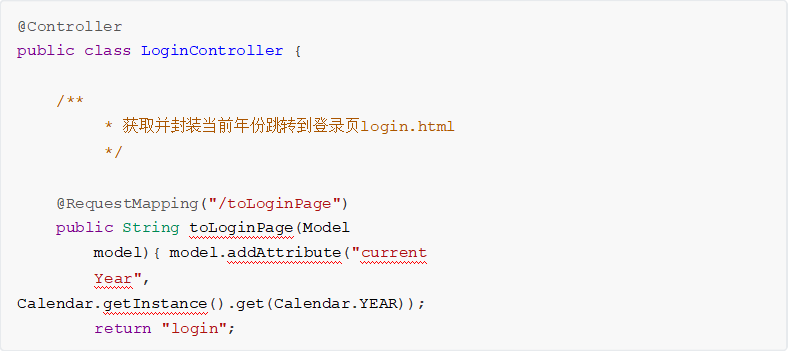 @Controller
public class LoginController {
/**
* 获取并封装当前年份跳转到登录页login.html
*/
@RequestMapping("/toLoginPage")
public String toLoginPage(Model
model){ model.addAttribute("current
Year",
Calendar.getInstance().get(Calendar.YEAR));
return "login";